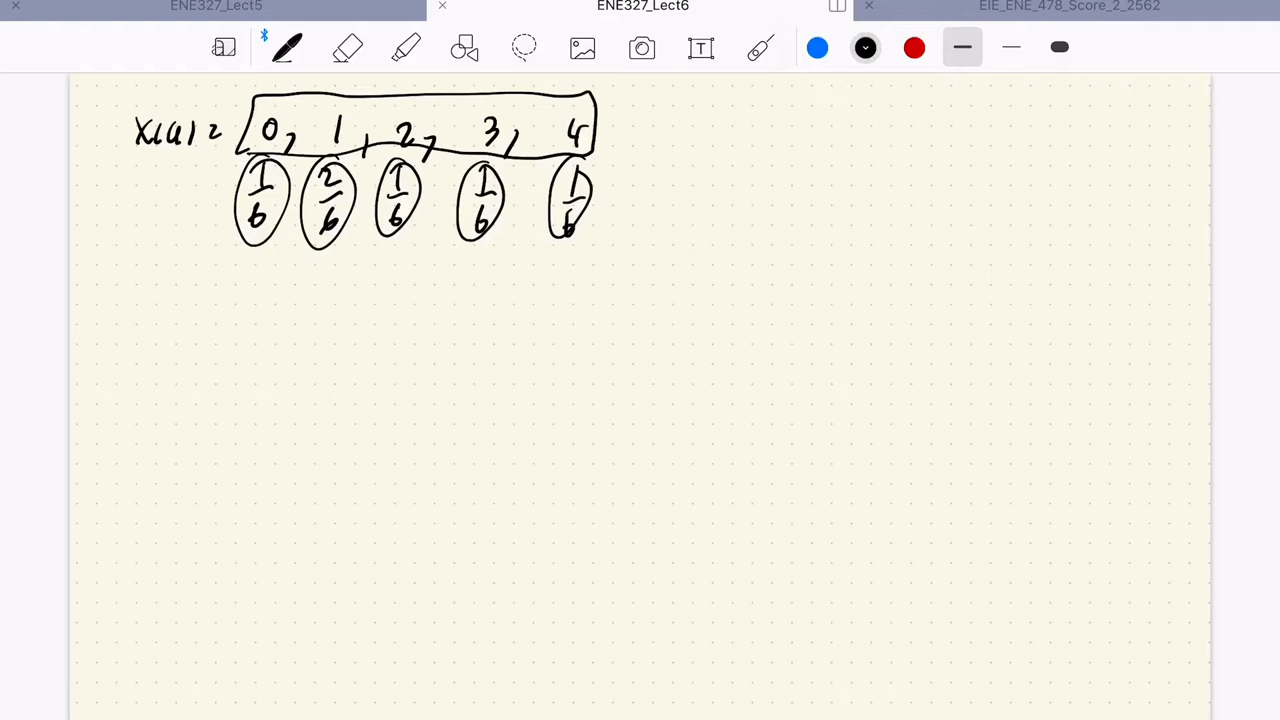 ENE327_Lect5 ENE327_Lect6 EIE_ENE_478_Score_2_2562
T
X(u) = 0, 1, 2, 3, 4
1/6 2/6 1/6 1/6 1/6